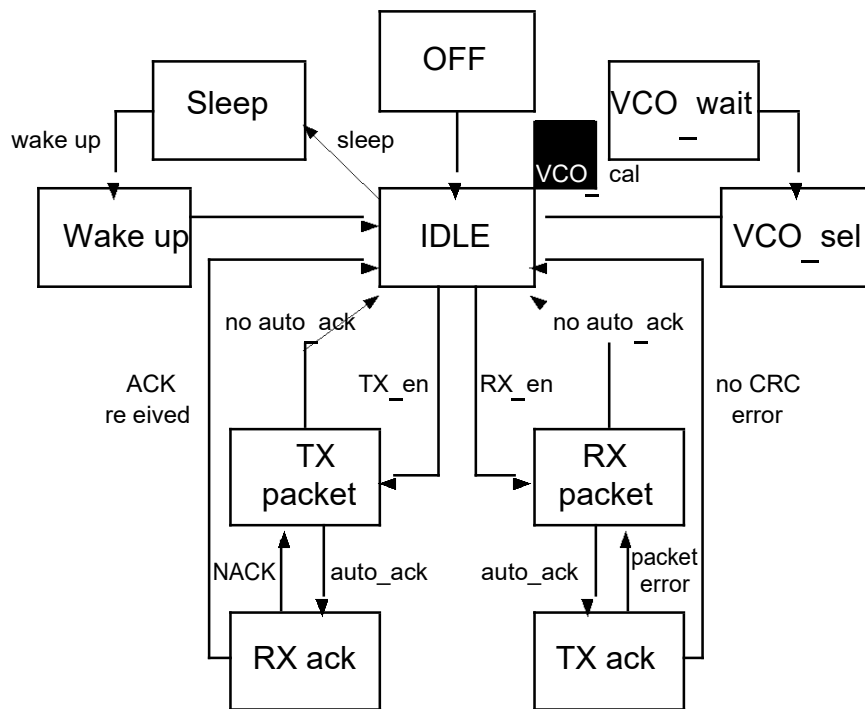 OFF
Sleep
VCO_wait
wake up
sleep
VCO_cal
Wake up
IDLE
VCO_sel
no auto_ack
no auto_ack
ACK
re eived
TX_en
RX_en
no CRC
error
TX
packet
RX
packet
NACK
auto_ack
auto_ack
packet
error
RX ack
TX ack